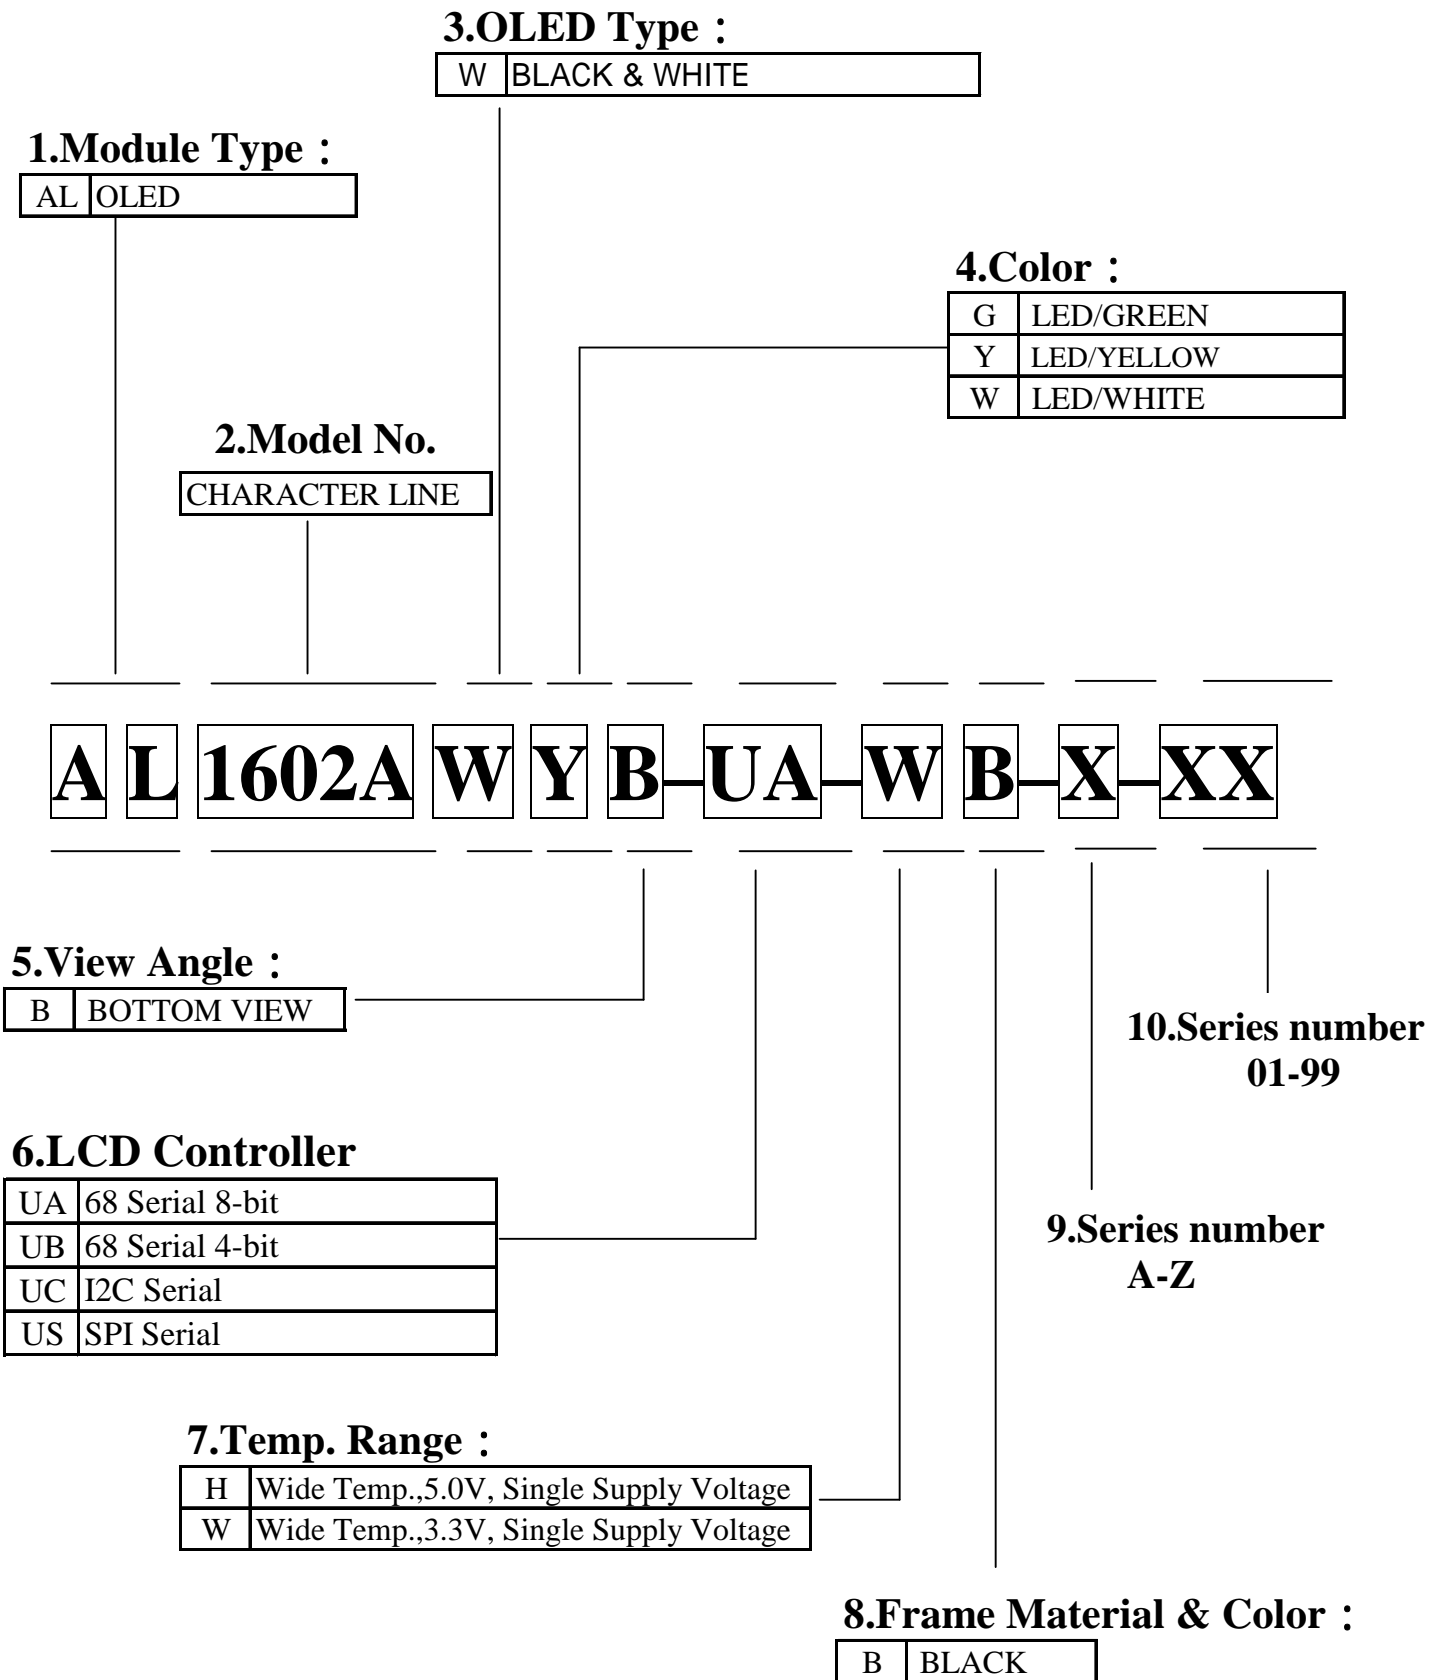 3.OLED Type：
W BLACK & WHITE
1.Module Type：
AL OLED
4.Color：
G LED/GREEN
Y LED/YELLOW
W LED/WHITE
2.Model No.
CHARACTER LINE
A L 1602A W Y B-UA-W B-X-XX
5.View Angle：
B BOTTOM VIEW
10.Series number
01-99
6.LCD Controller
UA 68 Serial 8-bit
UB 68 Serial 4-bit
UC I2C Serial
US SPI Serial
9.Series number
A-Z
7.Temp. Range：
H Wide Temp.,5.0V, Single Supply Voltage
W Wide Temp.,3.3V, Single Supply Voltage
8.Frame Material & Color：
B BLACK